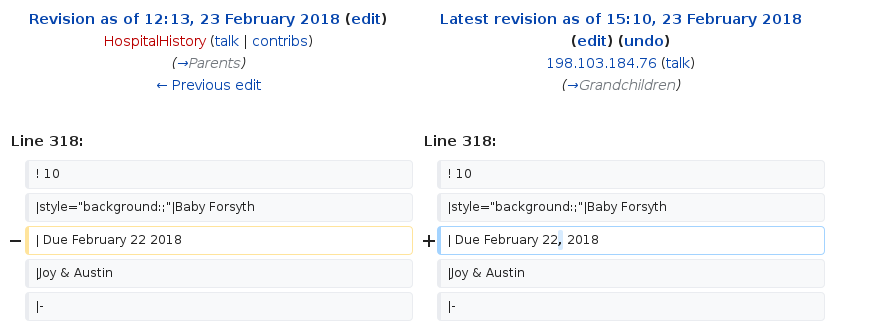 Revision as of 12:13, 23 February 2018 (edit)
HospitalHistory (talk | contribs)
(→Parents)
← Previous edit
Latest revision as of 15:10, 23 February 2018
(edit) (undo)
198.103.184.76 (talk)
(→Grandchildren)
Line 318:
Line 318:
! 10
! 10
|style="background:;"|Baby Forsyth
|style="background:;"|Baby Forsyth
− | Due February 22 2018
+ | Due February 22, 2018
|Joy & Austin
|Joy & Austin
|-
|-